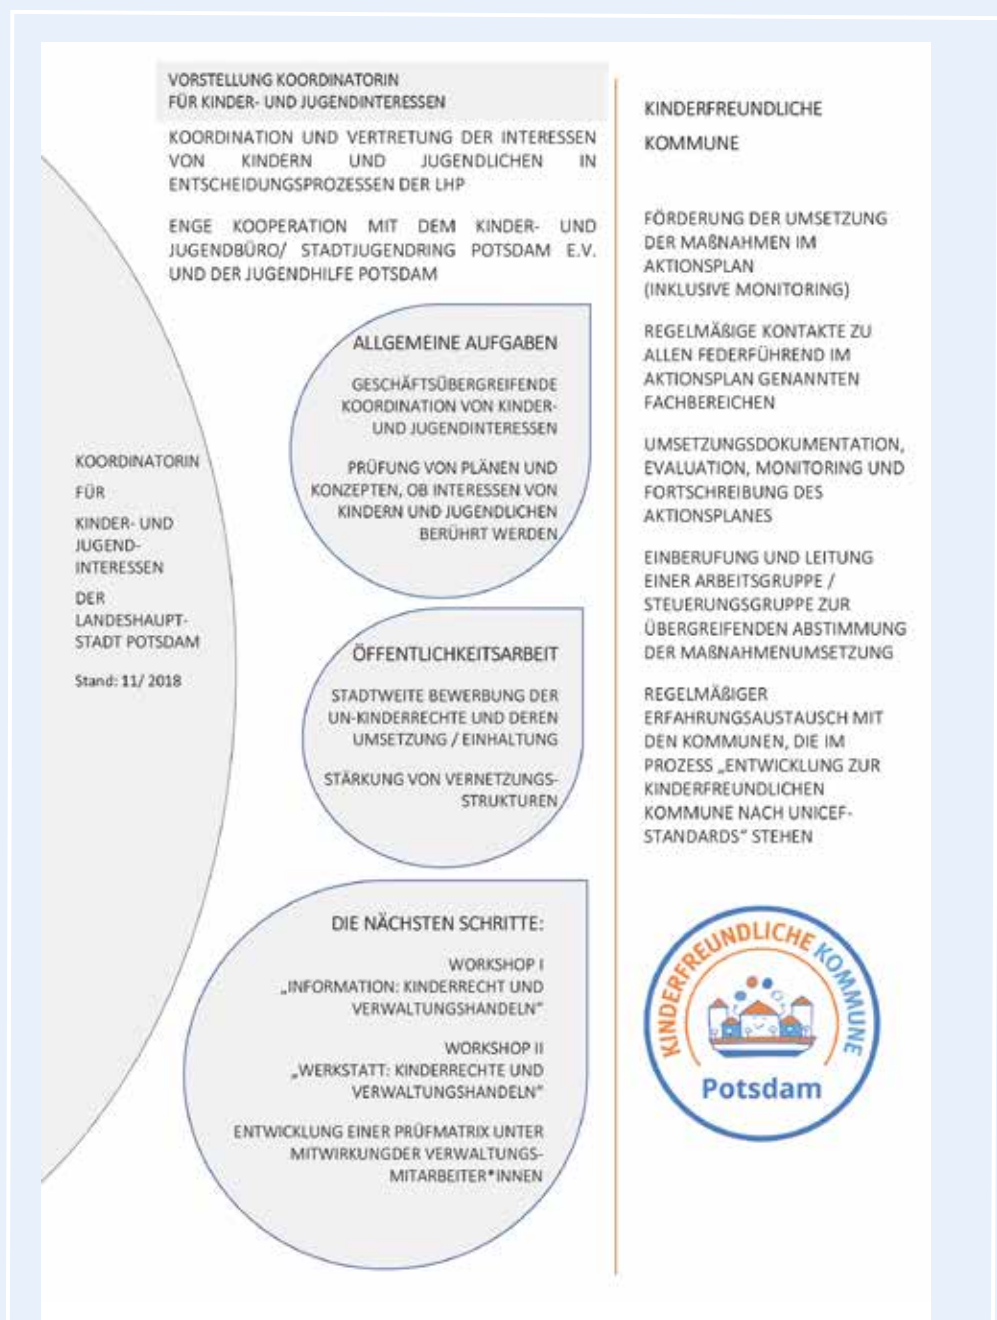 VORSTELLUNG KOORDINATORIN
FÜR KINDER- UND JUGENDINTERESSEN
KOORDINATION UND VERTRETUNG DER INTERESSEN
VON KINDERN UND JUGENDLICHEN IN
ENTSCHEIDUNGSPROZESSEN DER LHP
ENGE KOOPERATION MIT DEM KINDER- UND
JUGENDBÜRO/ STADTJUGENDRING POTSDAM E.V.
UND DER JUGENDHILFE POTSDAM
KOORDINATORIN
FÜR
KINDER- UND
JUGEND-
INTERESSEN
DER
LANDESHAUPT-
STADT POTSDAM
Stand: 11/ 2018
ALLGEMEINE AUFGABEN
GESCHÄFTSÜBERGREIFENDE
KOORDINATION VON KINDER-
UND JUGENDINTERESSEN
PRÜFUNG VON PLÄNEN UND
KONZEPTEN, OB INTERESSEN VON
KINDERN UND JUGENDLICHEN
BERÜHRT WERDEN
ÖFFENTLICHKEITSARBEIT
STADTWEITE BEWERBUNG DER
UN-KINDERRECHTE UND DEREN
UMSETZUNG / EINHALTUNG
STÄRKUNG VON VERNETZUNGS-
STRUKTUREN
DIE NÄCHSTEN SCHRITTE:
WORKSHOP I
„INFORMATION: KINDERRECHT UND
VERWALTUNGSHANDELN“
WORKSHOP II
„WERKSTATT: KINDERRECHTE UND
VERWALTUNGSHANDELN“
ENTWICKLUNG EINER PRÜFMATRIX UNTER
MITWIRKUNGDER VERWALTUNGS-
MITARBEITER*INNEN
KINDERFREUNDLICHE
KOMMUNE
FÖRDERUNG DER UMSETZUNG
DER MAßNAHMEN IM
AKTIONSPLAN
(INKLUSIVE MONITORING)
REGELMÄßIGE KONTAKTE ZU
ALLEN FEDERFÜHREND IM
AKTIONSPLAN GENANNTEN
FACHBEREICHEN
UMSETZUNGSDOKUMENTATION,
EVALUATION, MONITORING UND
FORTSCHREIBUNG DES
AKTIONSPLANES
EINBERUFUNG UND LEITUNG
EINER ARBEITSGRUPPE /
STEUERUNGSGRUPPE ZUR
ÜBERGREIFENDEN ABSTIMMUNG
DER MAßNAHMENUMSETZUNG
REGELMÄßIGER
ERFAHRUNGSAUSTAUSCH MIT
DEN KOMMUNEN, DIE IM
PROZESS „ENTWICKLUNG ZUR
KINDERFREUNDLICHEN
KOMMUNE NACH UNICEF-
STANDARDS“ STEHEN
KINDERFREUNDLICHE KOMMUNE
Potsdam